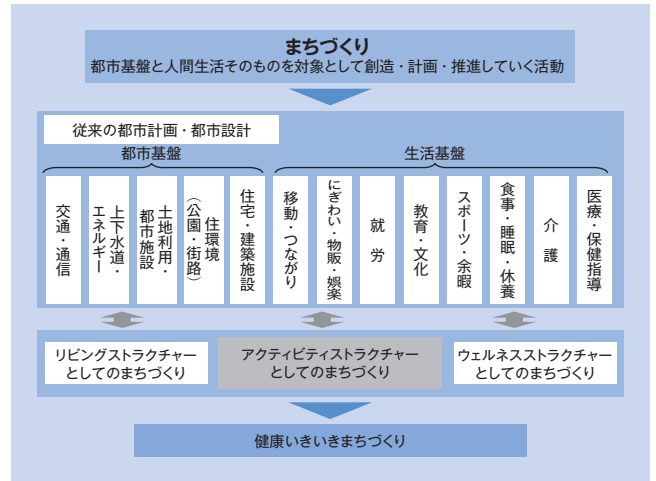 まちづくり
都市基盤と人間生活そのものを対象として創造・計画・推進していく活動
従来の都市計画・都市設計
都市基盤
生活基盤
交通・通信
上下水道・
エネルギー
土地利用・
都市施設
住環境
(公園・街路)
住宅・建築施設
移動・つながり
にぎわい・物販・娯楽
就労
教育・文化
スポーツ・余暇
食事・睡眠・休養
介護
医療・保健指導
リビングストラクチャー
としてのまちづくり
アクティビティストラクチャー
としてのまちづくり
ウェルネスストラクチャー
としてのまちづくり
健康いきいきまちづくり